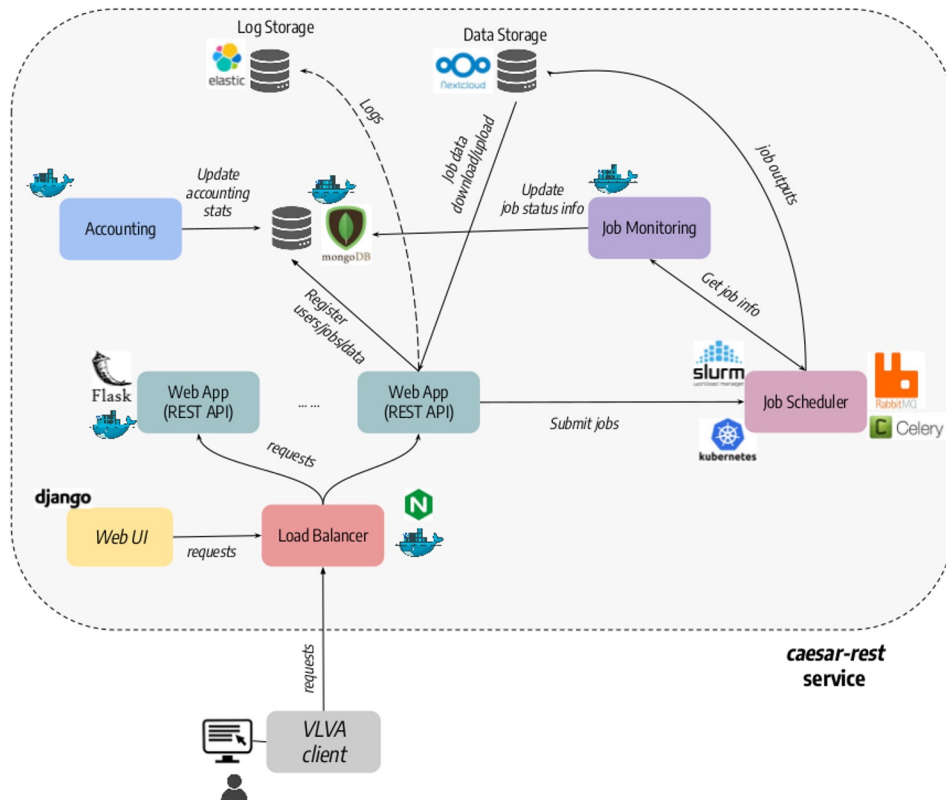 Log Storage
elastic
Data Storage
nextcloud
Logs
Job data
download/upload
job outputs
Update
accounting
stats
Accounting
mongoDB
Update
job status info
Job Monitoring
Get job info
Register
users/jobs/data
Flask
Web App
(REST API)
... ...
Web App
(REST API)
Submit jobs
slurm
workload manager
Job Scheduler
RabbitMQ
C
Celery
kubernetes
requests
django
Web UI
requests
Load Balancer
N
requests
caesar-rest
service
VLVA
client